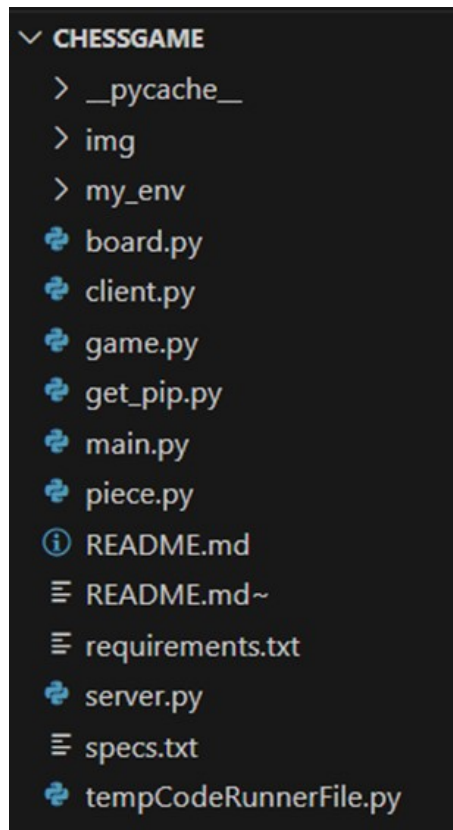 CHESSGAME
__pycache__
img
my_env
board.py
client.py
game.py
get_pip.py
main.py
piece.py
README.md
README.md~
requirements.txt
server.py
specs.txt
tempCodeRunnerFile.py